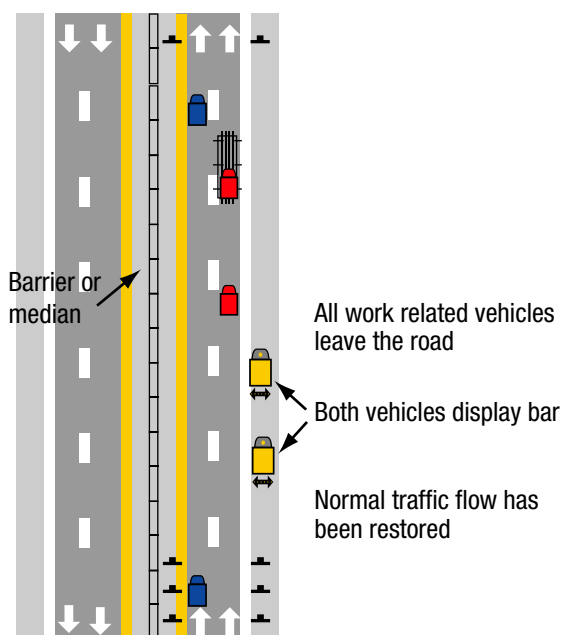 Barrier or
median
All work related vehicles
leave the road
Both vehicles display bar
Normal traffic flow has
been restored